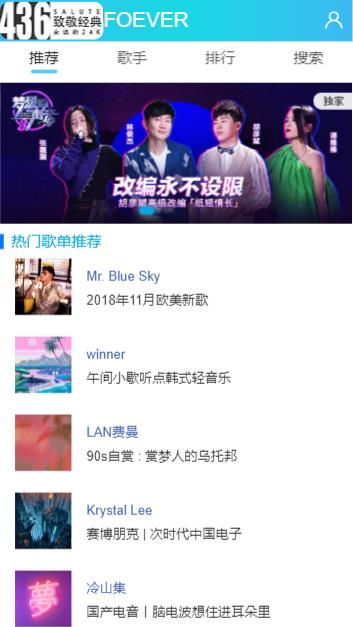 436
SALUTE
致敬经典
永远的24K
FOEVER
推荐
歌手
排行
搜索
梦想的声音
独家
张靓颖
林俊杰
胡彦斌
改编永不设限
胡彦斌高级改编「纸短情长」
热门歌单推荐
Mr. Blue Sky
2018年11月欧美新歌
winner
午间小歇听点韩式轻音乐
LAN费曼
90s自赏 : 赏梦人的乌托邦
Krystal Lee
赛博朋克 | 次时代中国电子
夢
冷山集
国产电音丨脑电波想住进耳朵里